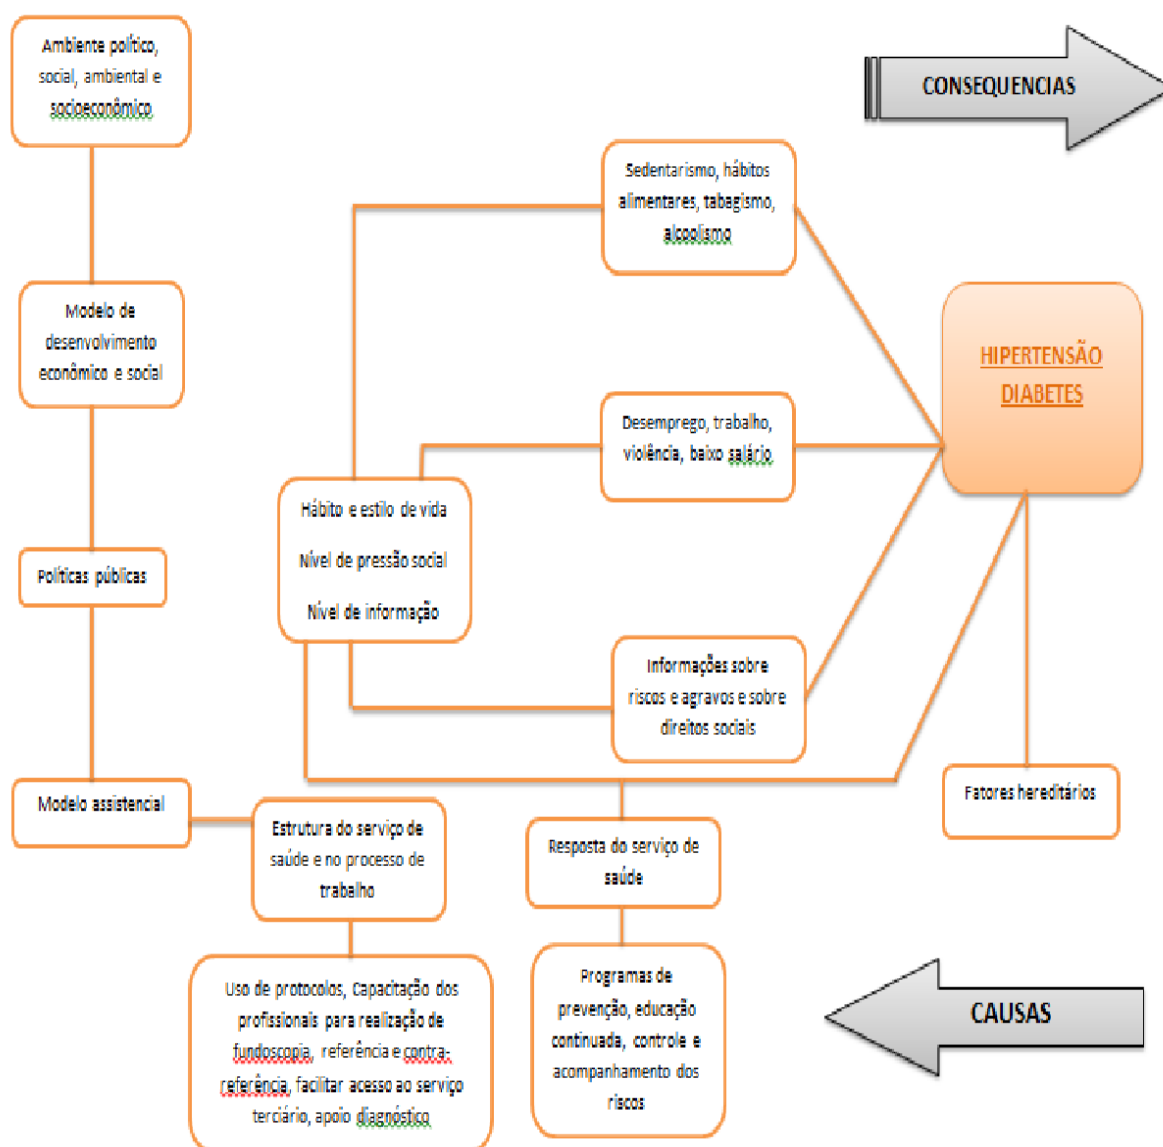 Ambiente político,
social, ambiental e
socioeconômico
CONSEQUENCIAS
Sedentarismo, hábitos
alimentares, tabagismo,
alcoolismo
Modelo de
desenvolvimento
econômico e social
HIPERTENSÃO
DIABETES
Desemprego, trabalho,
violência, baixo salário
Hábito e estilo de vida
Nível de pressão social
Nível de informação
Políticas públicas
Informações sobre
riscos e agravos e sobre
direitos sociais
Modelo assistencial
Fatores hereditários
Estrutura do serviço de
saúde e no processo de
trabalho
Resposta do serviço de
saúde
Uso de protocolos, Capacitação dos
profissionais para realização de
fundoscopia, referência e contra-
referência, facilitar acesso ao serviço
terciário, apoio diagnóstico
Programas de
prevenção, educação
continuada, controle e
acompanhamento dos
riscos
CAUSAS